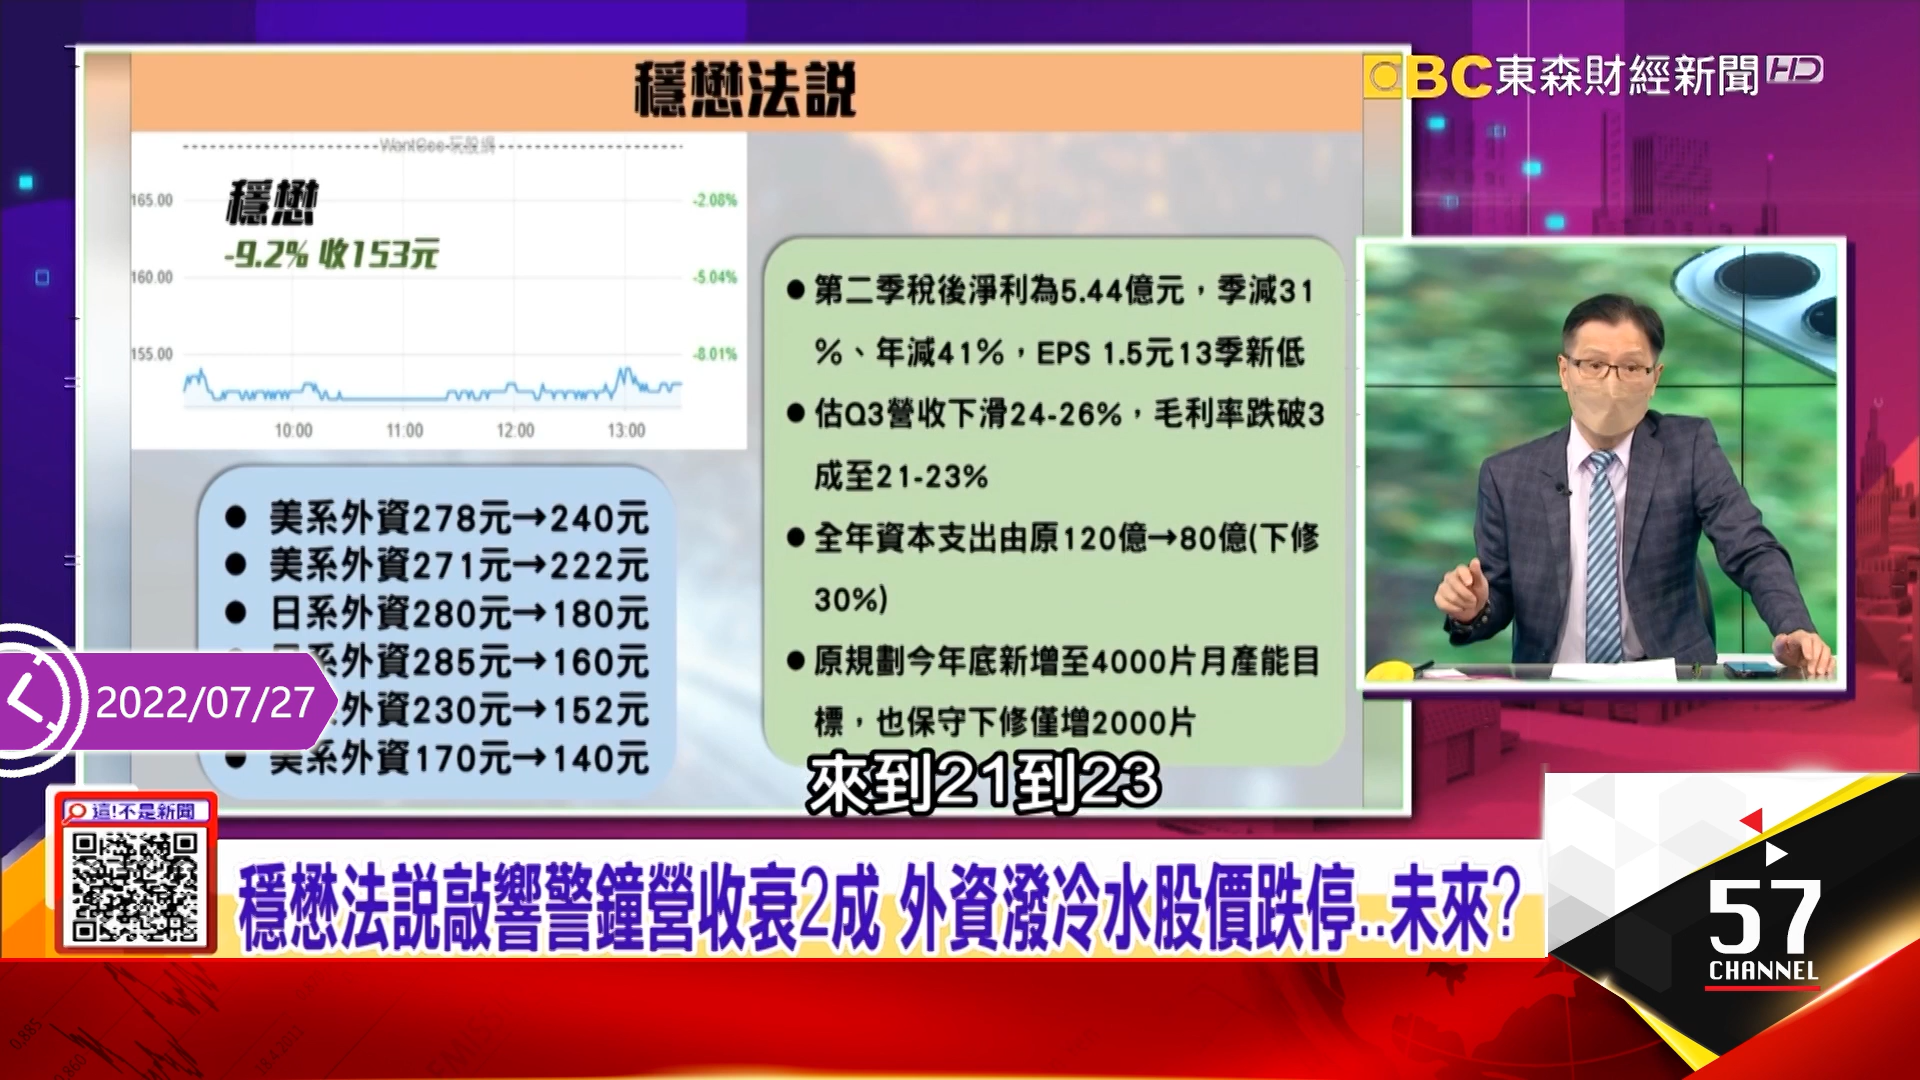 穩懋法說
EBC東森財經新聞HD
WantGoo 玩股網
穩懋
-9.2% 收153元
165.00
160.00
155.00
-2.08%
-5.04%
-8.01%
10:00 11:00 12:00 13:00
●美系外資278元→240元
●美系外資271元→222元
●日系外資280元→180元
系外資285元→160元
外資230元→152元
●美系外資170元→140元
●第二季稅後淨利為5.44億元，季減31
%、年減41%，EPS 1.5元13季新低
●估Q3營收下滑24-26%，毛利率跌破3
成至21-23%
●全年資本支出由原120億→80億(下修
30%)
●原規劃今年底新增至4000片月產能目
標，也保守下修僅增2000片
2022/07/27
來到21到23
這!不是新聞
穩懋法說敲響警鐘營收衰2成 外資潑冷水股價跌停..未來?
57
CHANNEL